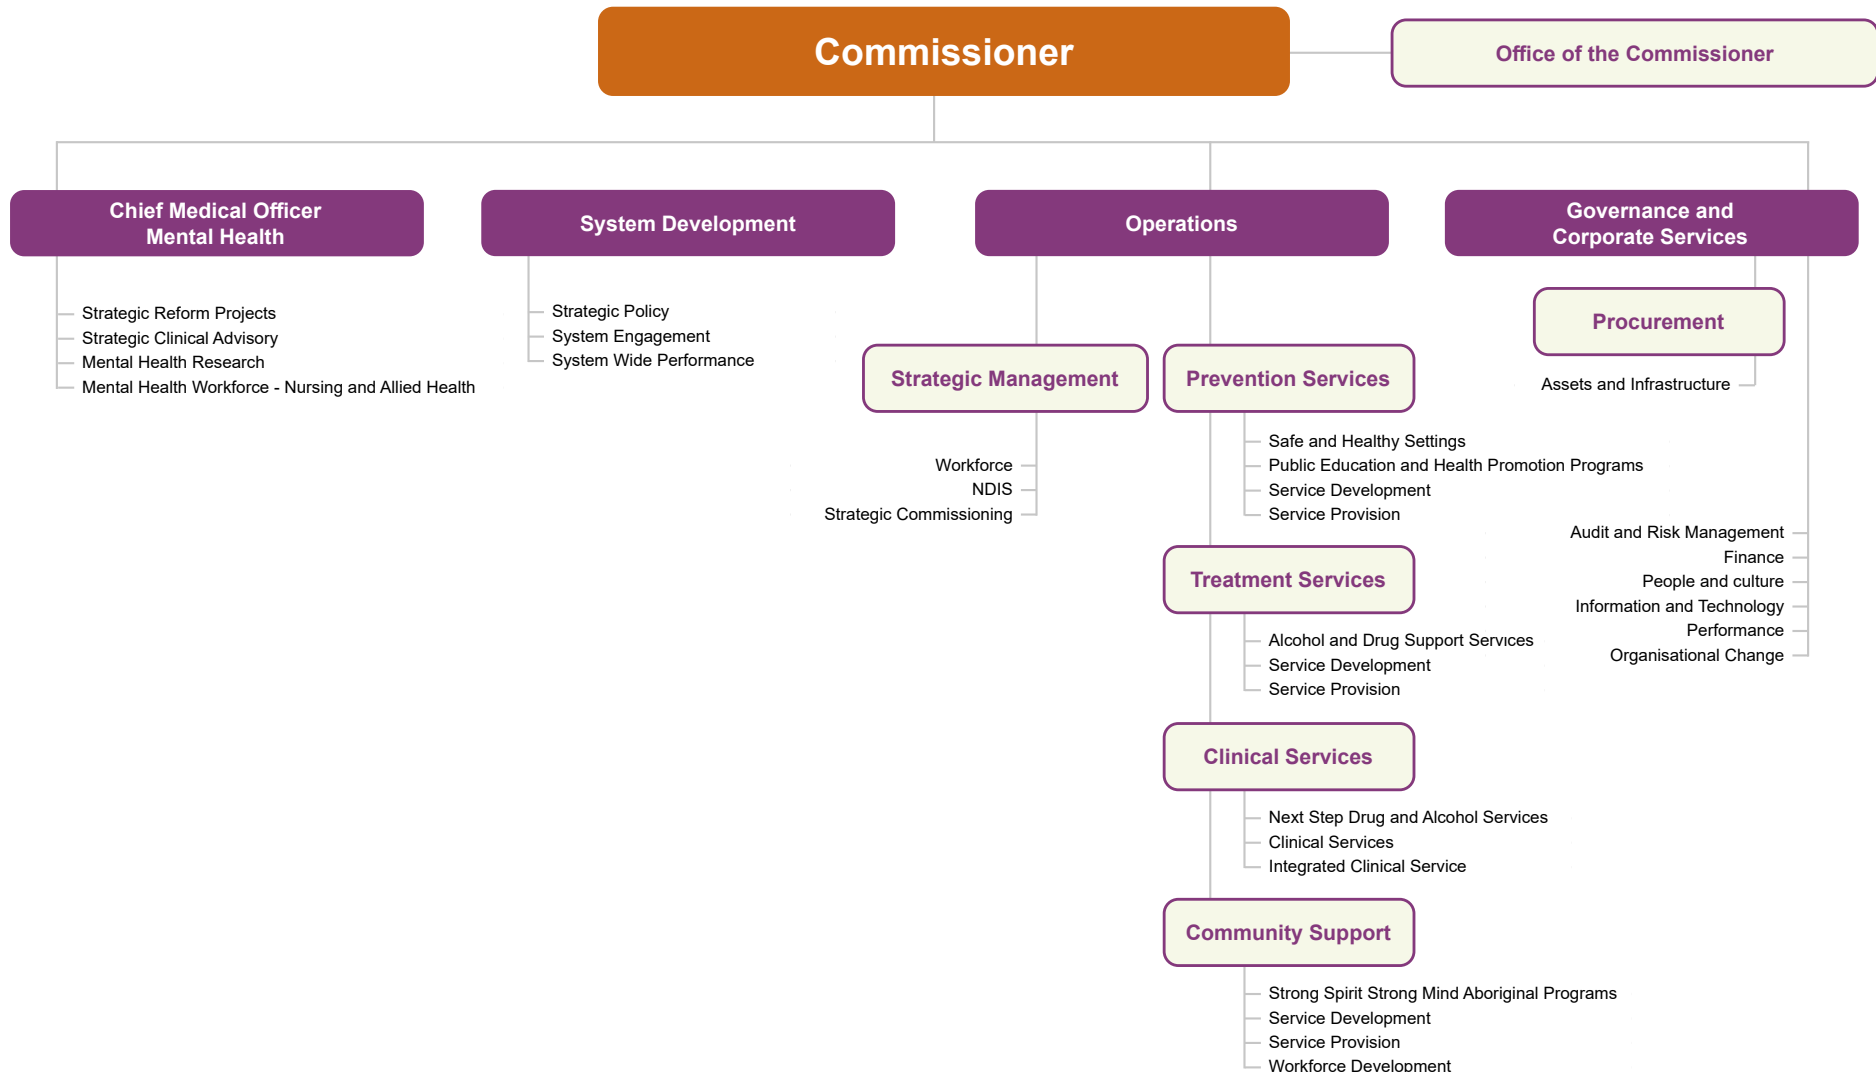 Commissioner
Office of the Commissioner
Chief Medical Officer
Mental Health
Strategic Reform Projects
Strategic Clinical Advisory
Mental Health Research
Mental Health Workforce - Nursing and Allied Health
System Development
Strategic Policy
System Engagement
System Wide Performance
Operations
Strategic Management
Workforce
NDIS
Strategic Commissioning
Prevention Services
Safe and Healthy Settings
Public Education and Health Promotion Programs
Service Development
Service Provision
Treatment Services
Alcohol and Drug Support Services
Service Development
Service Provision
Clinical Services
Next Step Drug and Alcohol Services
Clinical Services
Integrated Clinical Service
Community Support
Strong Spirit Strong Mind Aboriginal Programs
Service Development
Service Provision
Workforce Development
Governance and
Corporate Services
Procurement
Assets and Infrastructure
Audit and Risk Management
Finance
People and culture
Information and Technology
Performance
Organisational Change